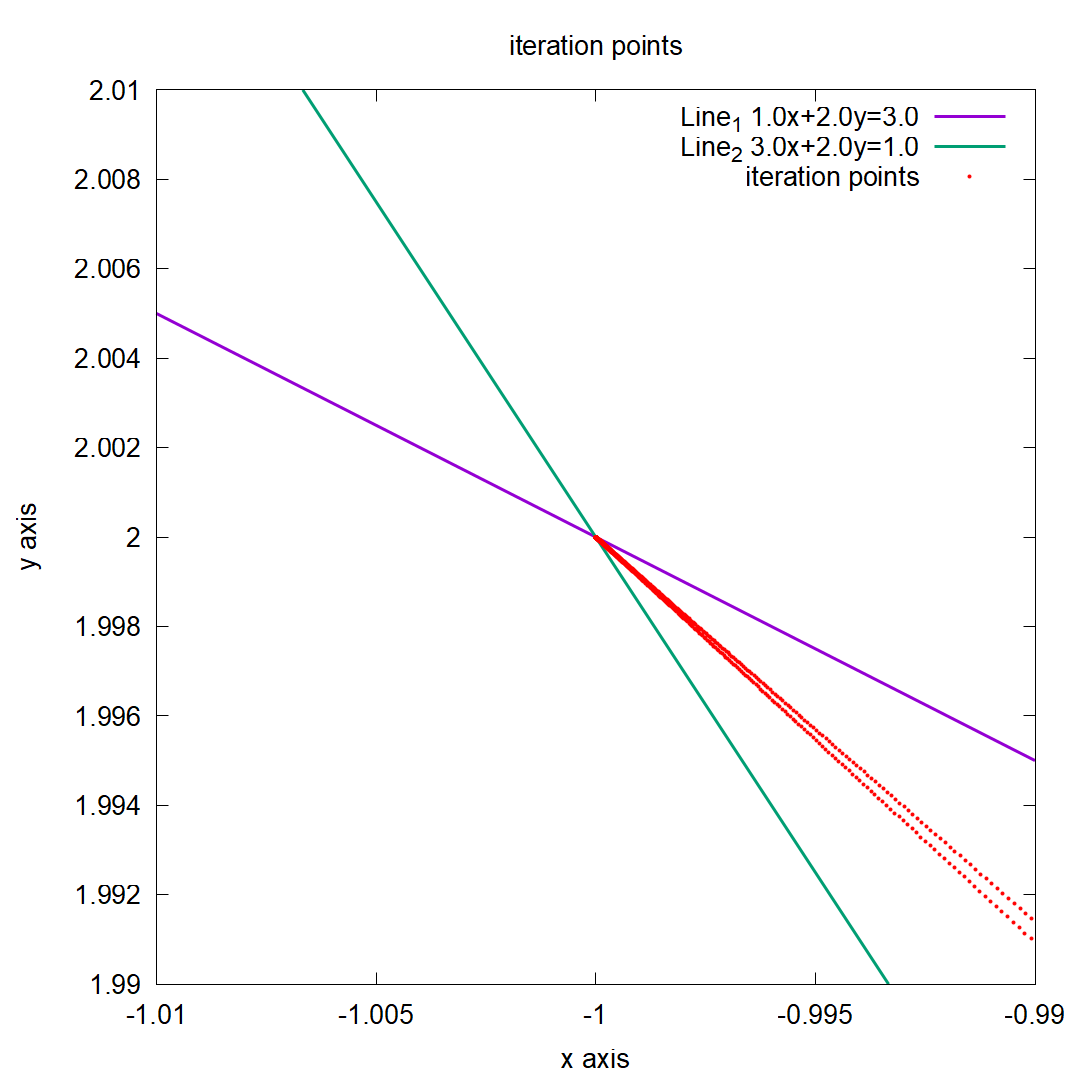 iteration points
2.01
2.008
2.006
2.004
2.002
2
1.998
1.996
1.994
1.992
1.99
y axis
Line1 1.0x+2.0y=3.0
Line2 3.0x+2.0y=1.0
iteration points
-1.01 -1.005 -1 -0.995 -0.99
x axis